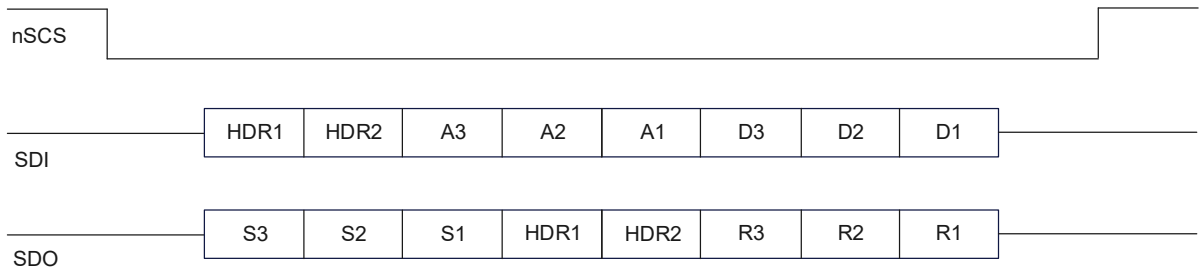 nSCS
HDR1 HDR2 A3 A2 A1 D3 D2 D1
SDI
S3 S2 S1 HDR1 HDR2 R3 R2 R1
SDO